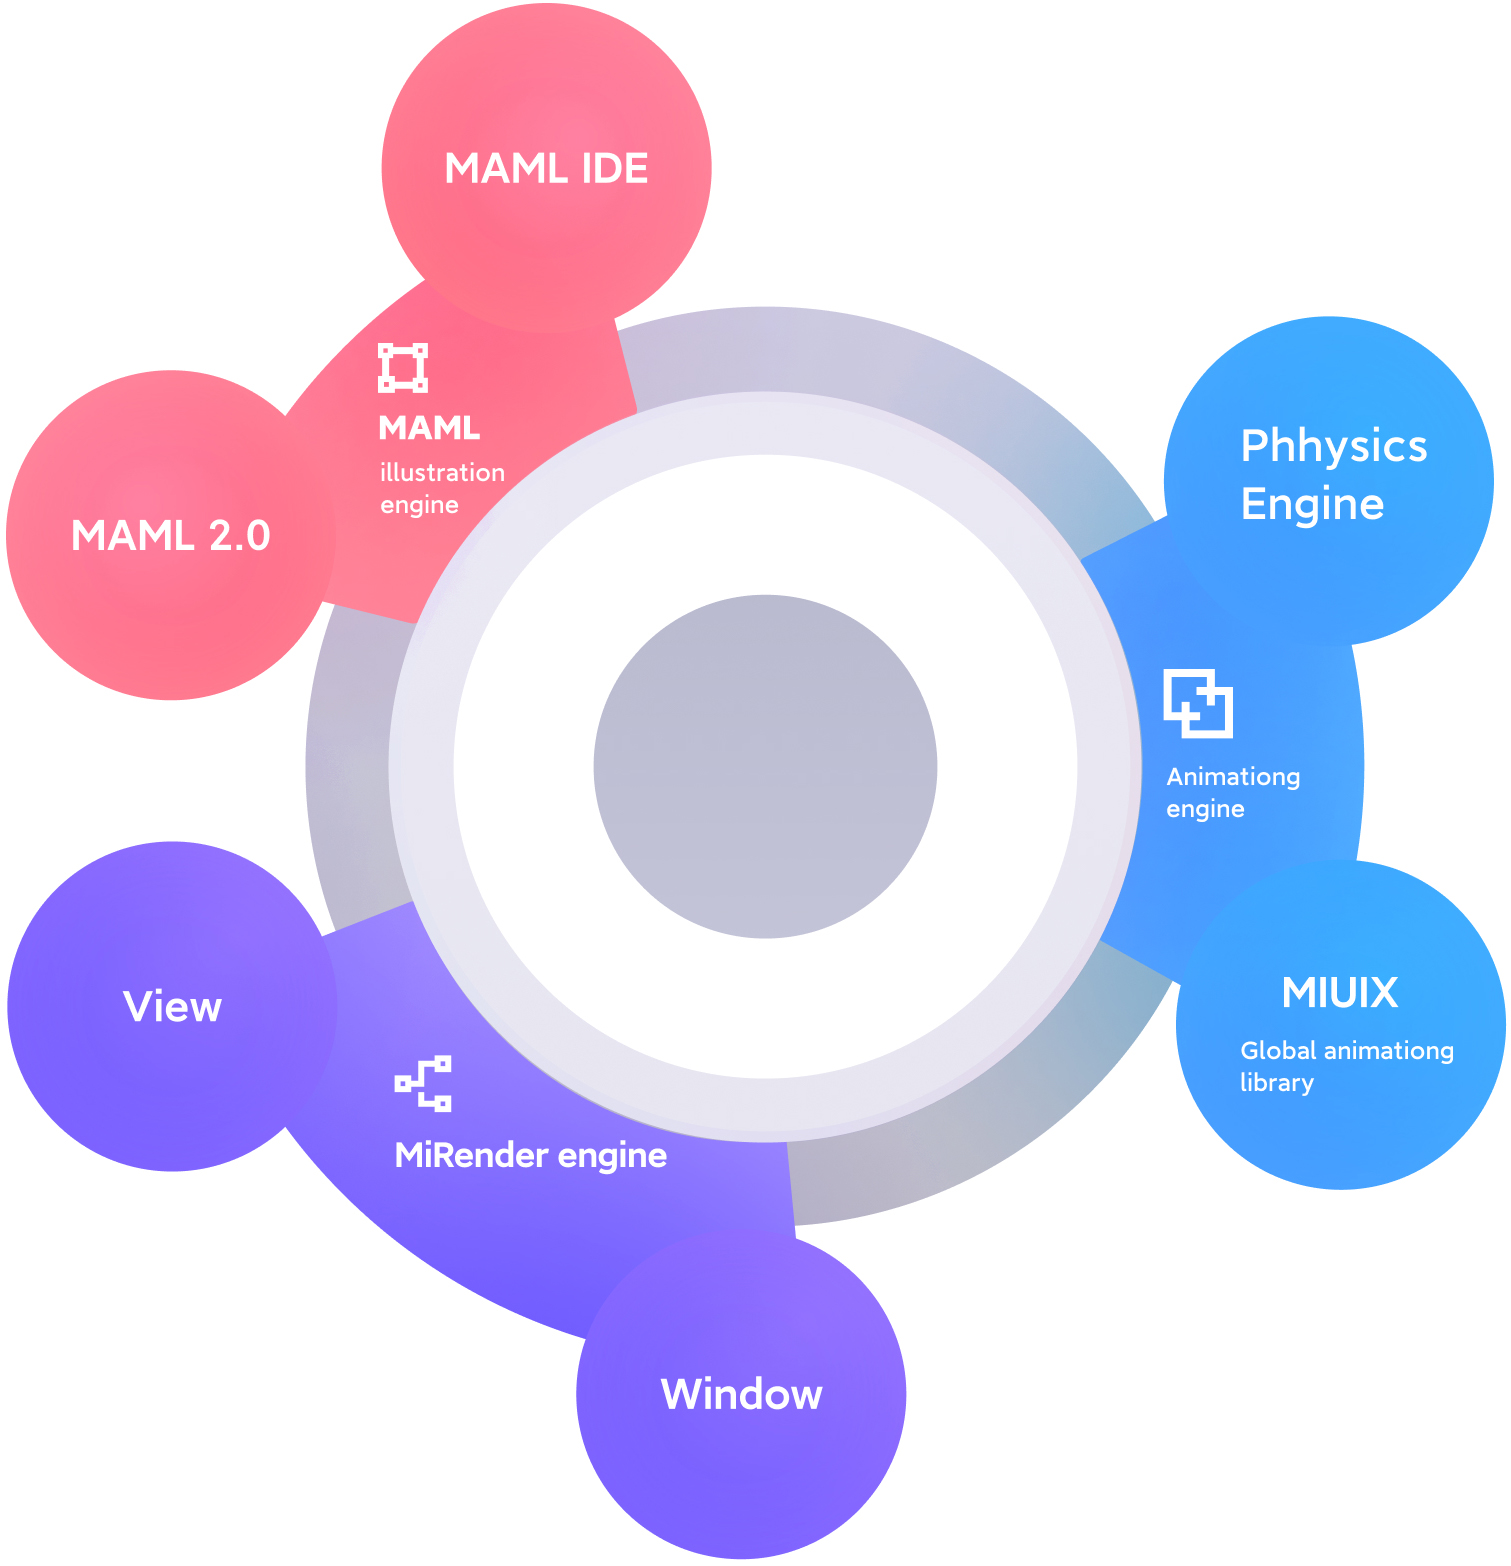 MAML IDE
MAML
illustration
engine
MAML 2.0
Phhysics
Engine
Animationg
engine
MIUIX
Global animationg
library
View
MiRender engine
Window